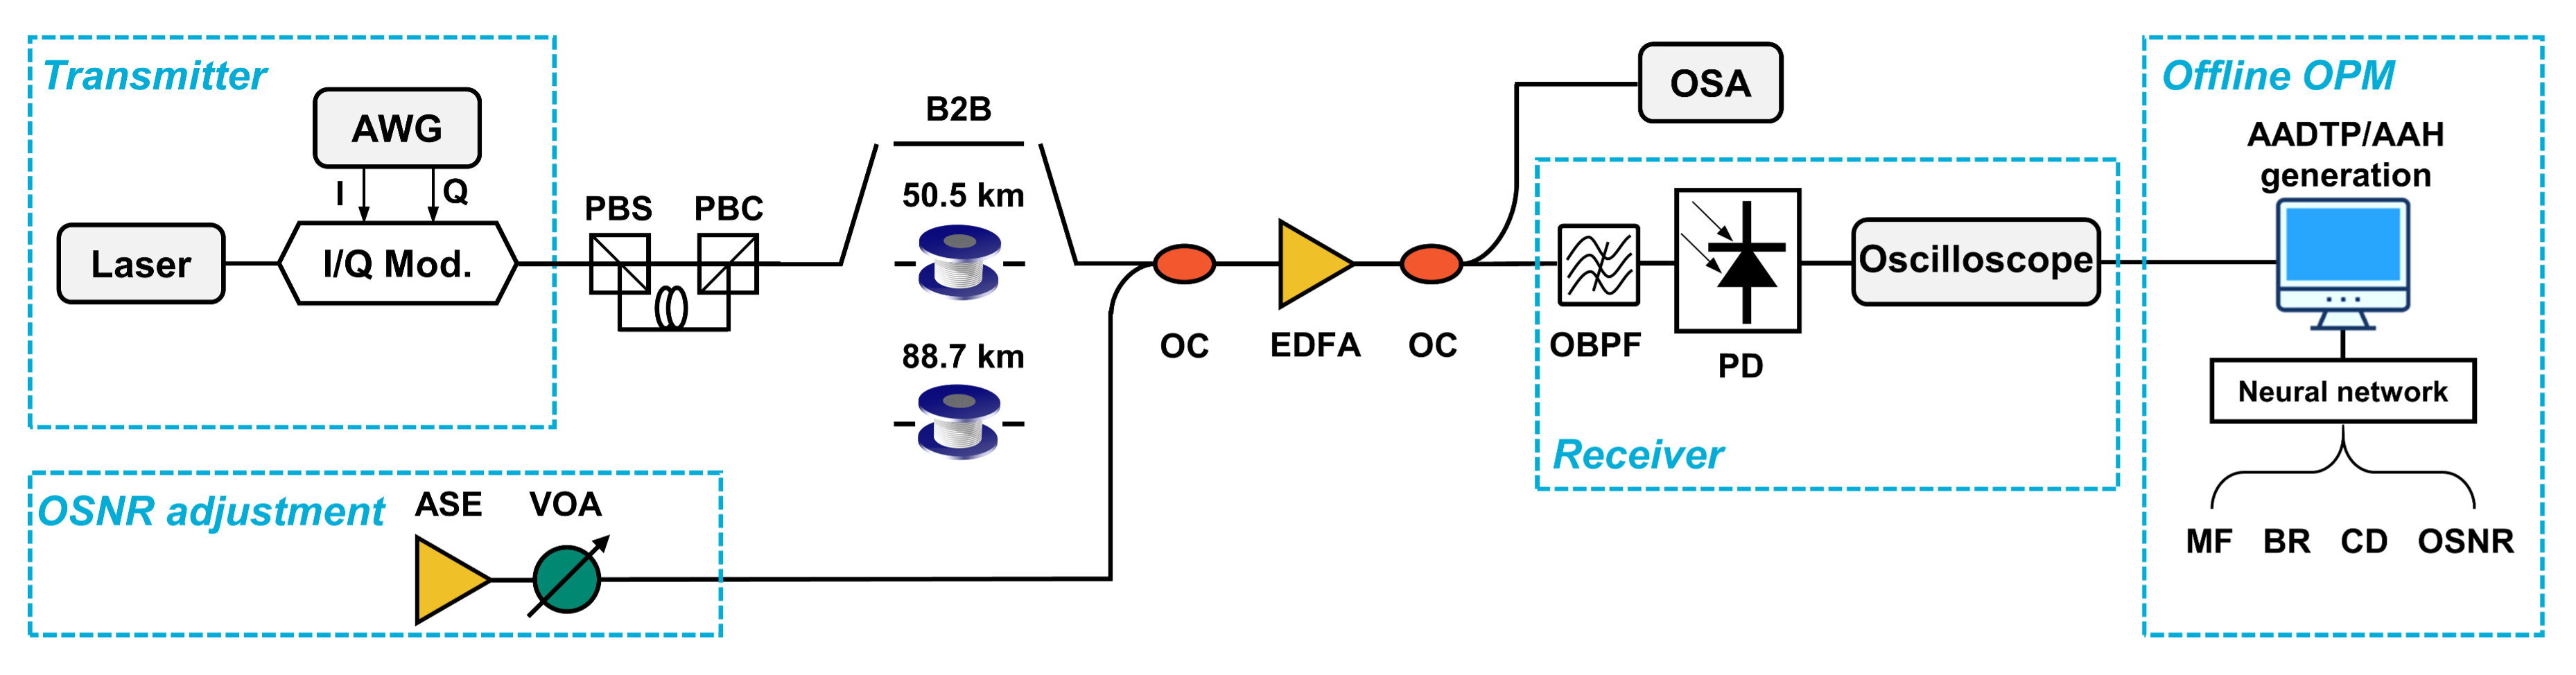 Transmitter
AWG
I
Q
Laser
I/Q Mod.
PBS
PBC
B2B
50.5 km
88.7 km
OSNR adjustment
ASE
VOA
OC
EDFA
OC
OSA
OBPF
PD
Oscilloscope
Receiver
Offline OPM
AADTP/AAH
generation
Neural network
MF BR CD OSNR